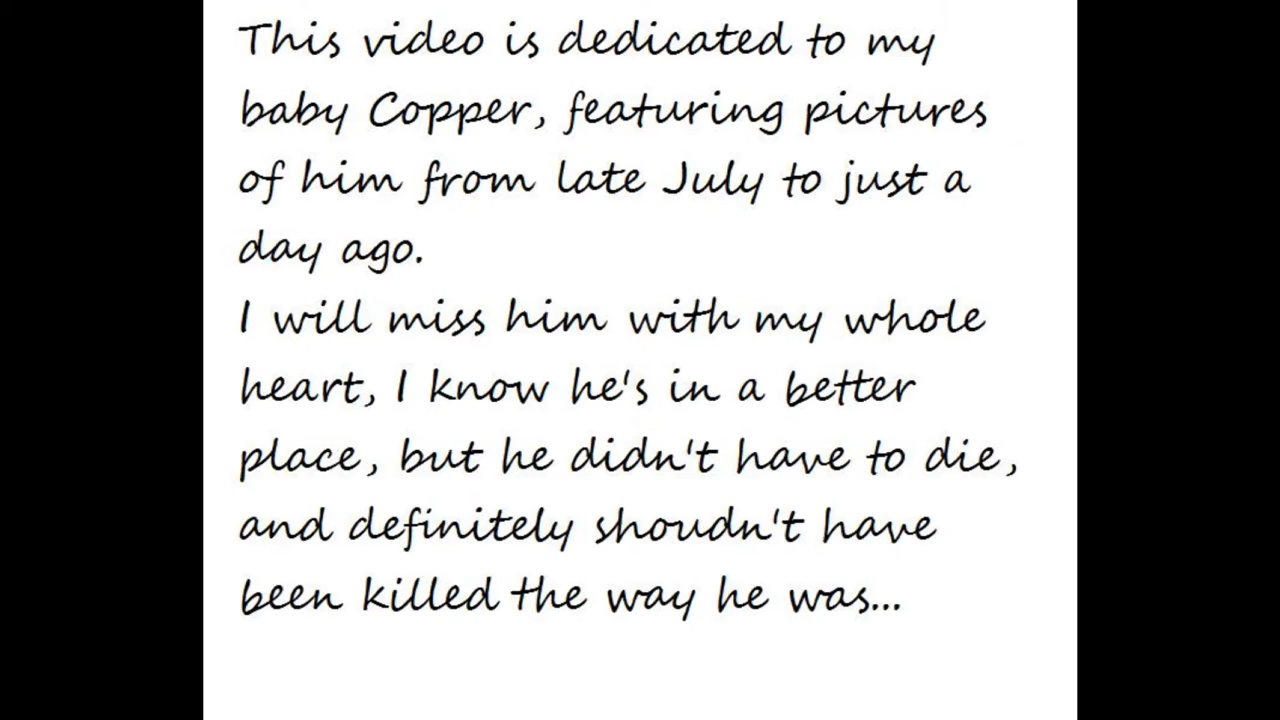 This video is dedicated to my
baby Copper, featuring pictures
of him from late July to just a
day ago.
I will miss him with my whole
heart, I know he's in a better
place, but he didn't have to die,
and definitely shoudn't have
been killed the way he was...